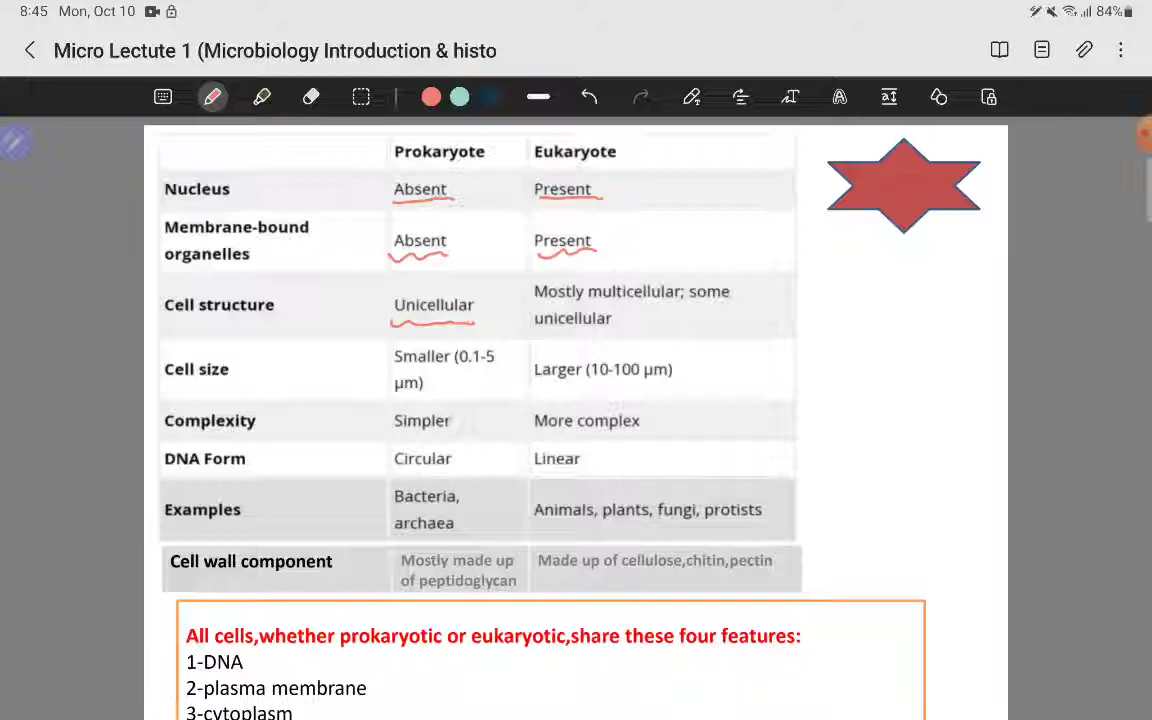 8:45 Mon, Oct 10 84%
Micro Lectute 1 (Microbiology Introduction & histo
Prokaryote Eukaryote
Nucleus Absent Present
Membrane-bound
organelles Absent Present
Cell structure Unicellular Mostly multicellular; some
unicellular
Cell size Smaller (0.1-5
μm) Larger (10-100 μm)
Complexity Simpler More complex
DNA Form Circular Linear
Examples Bacteria,
archaea Animals, plants, fungi, protists
Cell wall component Mostly made up
of peptidoglycan Made up of cellulose,chitin,pectin
All cells,whether prokaryotic or eukaryotic,share these four features:
1-DNA
2-plasma membrane
3-cytoplasm